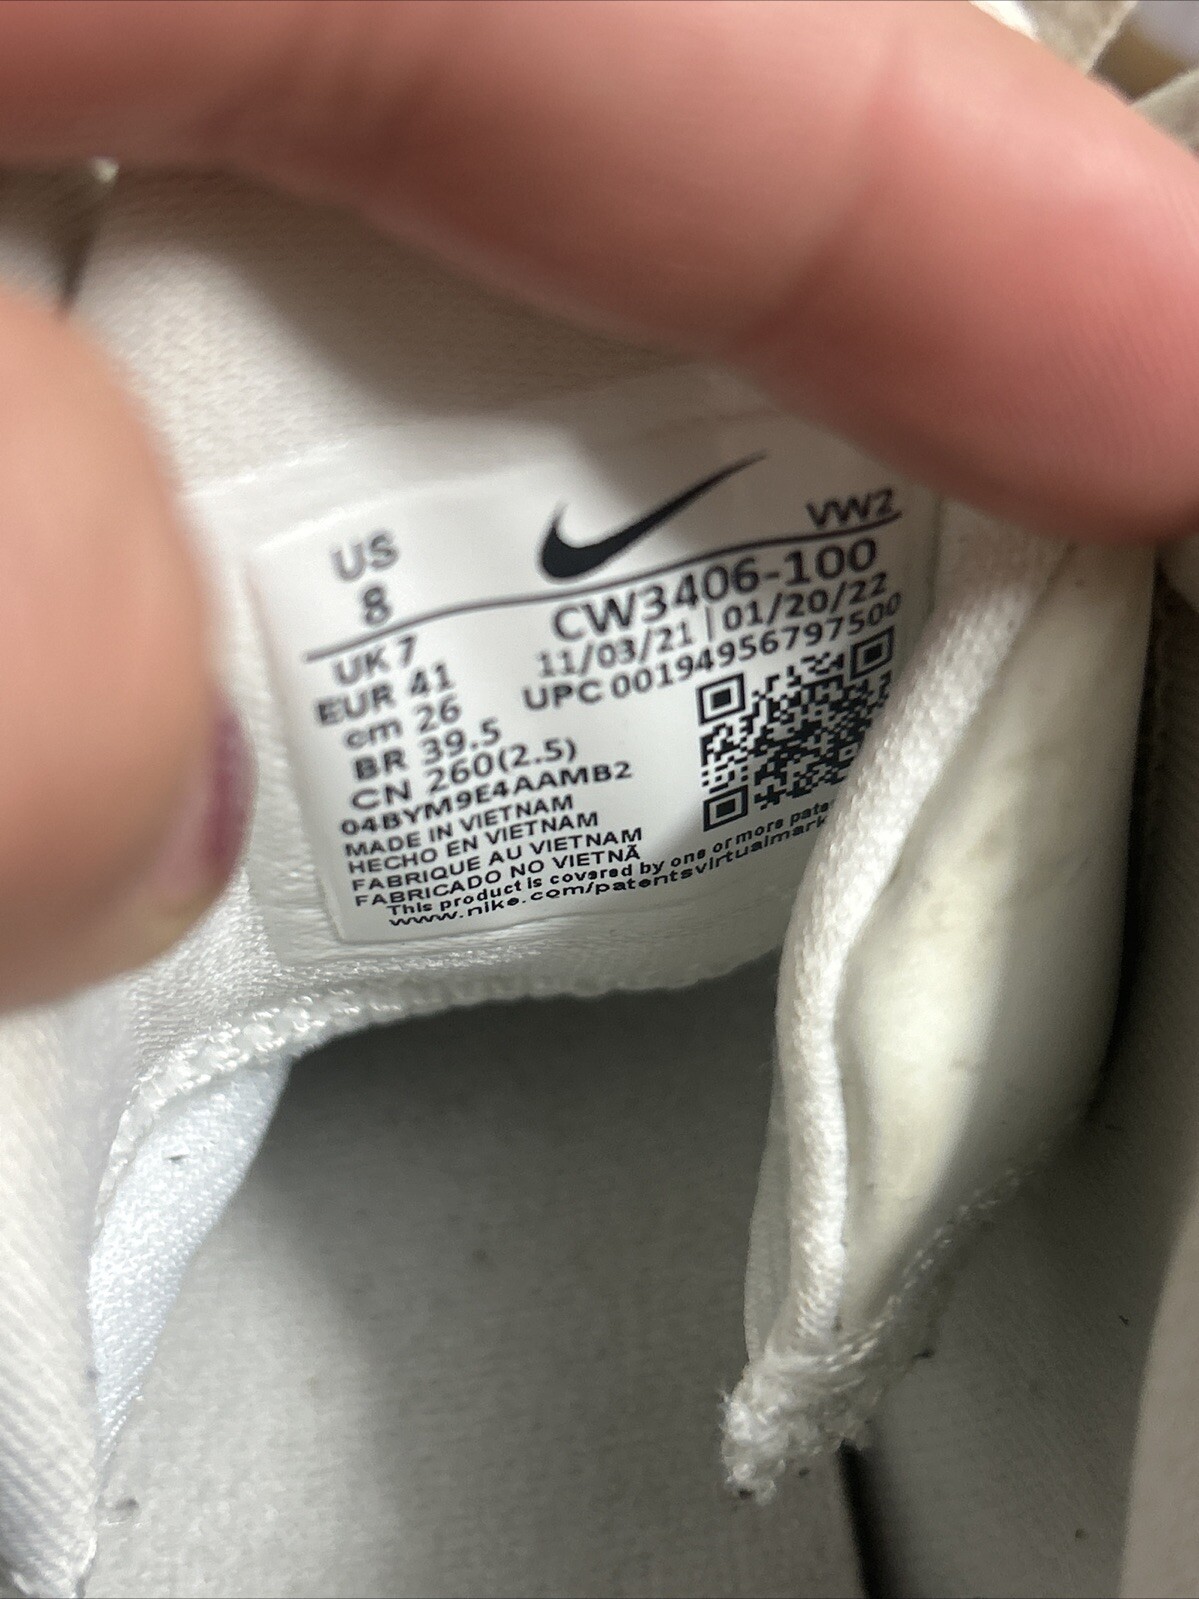 US
8
VW2
UK 7
EUR 41
cm 26
BR 39.5
CN 260(2.5)
CW3406-100
11/03/21 | 01/20/22
UPC 00194956797500
04BYM9E4AAMB2
MADE IN VIETNAM
HECHO EN VIETNAM
FABRIQUE AU VIETNAM
FABRICADO NO VIETNÃ
This product is covered by one or more
www.nike.com/patentsvirtualmark